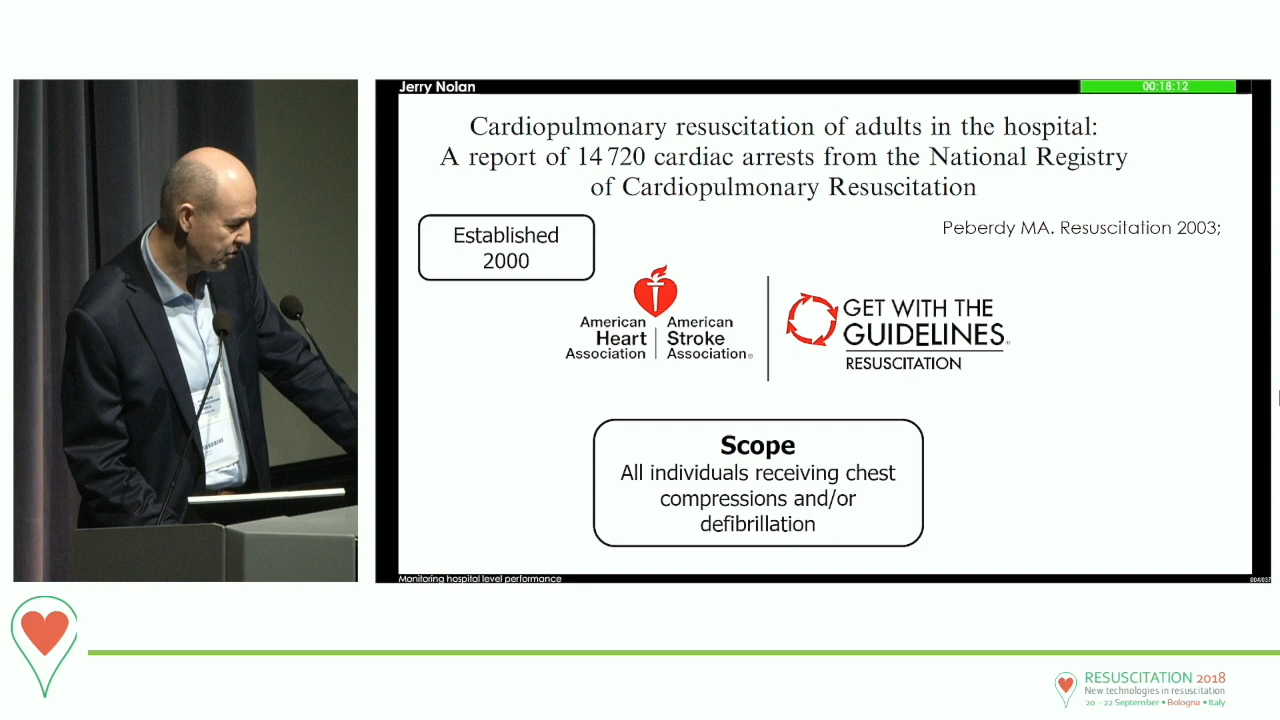 Jerry Nolan
00:18:12
Cardiopulmonary resuscitation of adults in the hospital:
A report of 14 720 cardiac arrests from the National Registry
of Cardiopulmonary Resuscitation
Peberdy MA. Resuscitation 2003;
Established
2000
American
Heart
Association
American
Stroke
Association®
GET WITH THE
GUIDELINES®
RESUSCITATION
Scope
All individuals receiving chest
compressions and/or
defibrillation
Monitoring hospital level performance
004/037
RESUSCITATION 2018
New technologies in resuscitation
20 - 22 September • Bologna • Italy